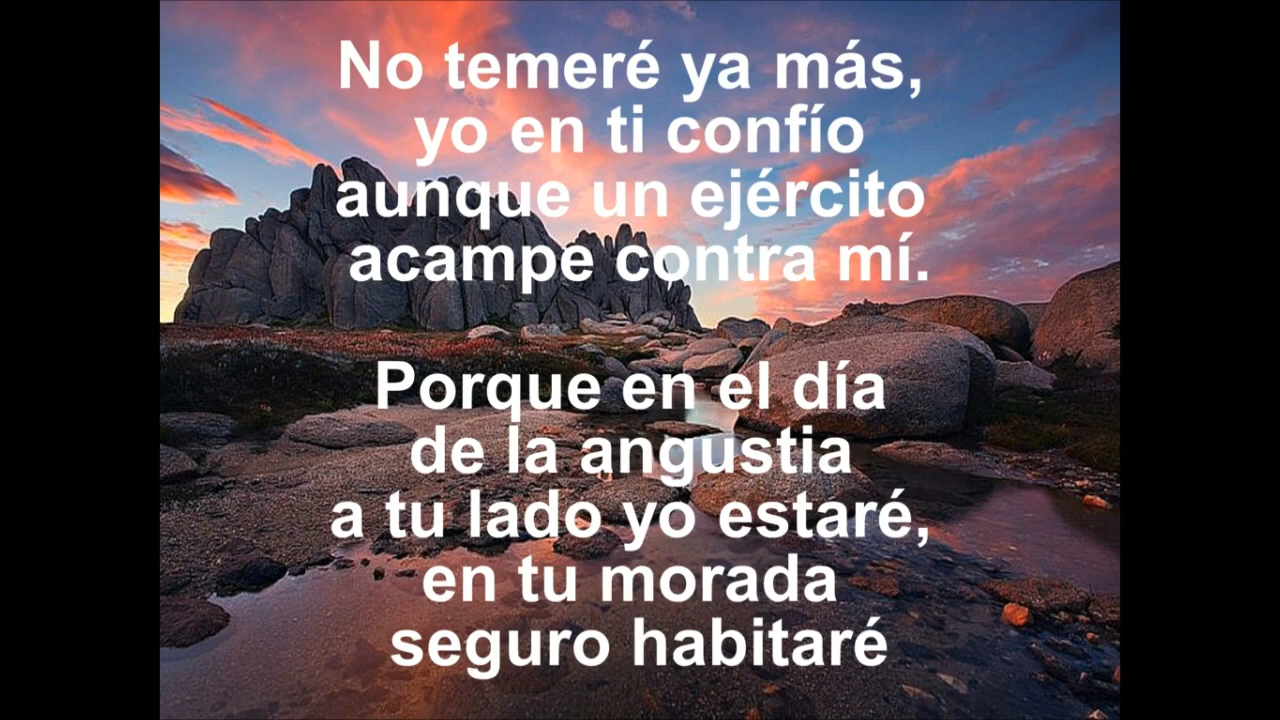 No temeré ya más,
yo en ti confío
aunque un ejército
acampe contra mí.
Porque en el día
de la angustia
a tu lado yo estaré,
en tu morada
seguro habitaré